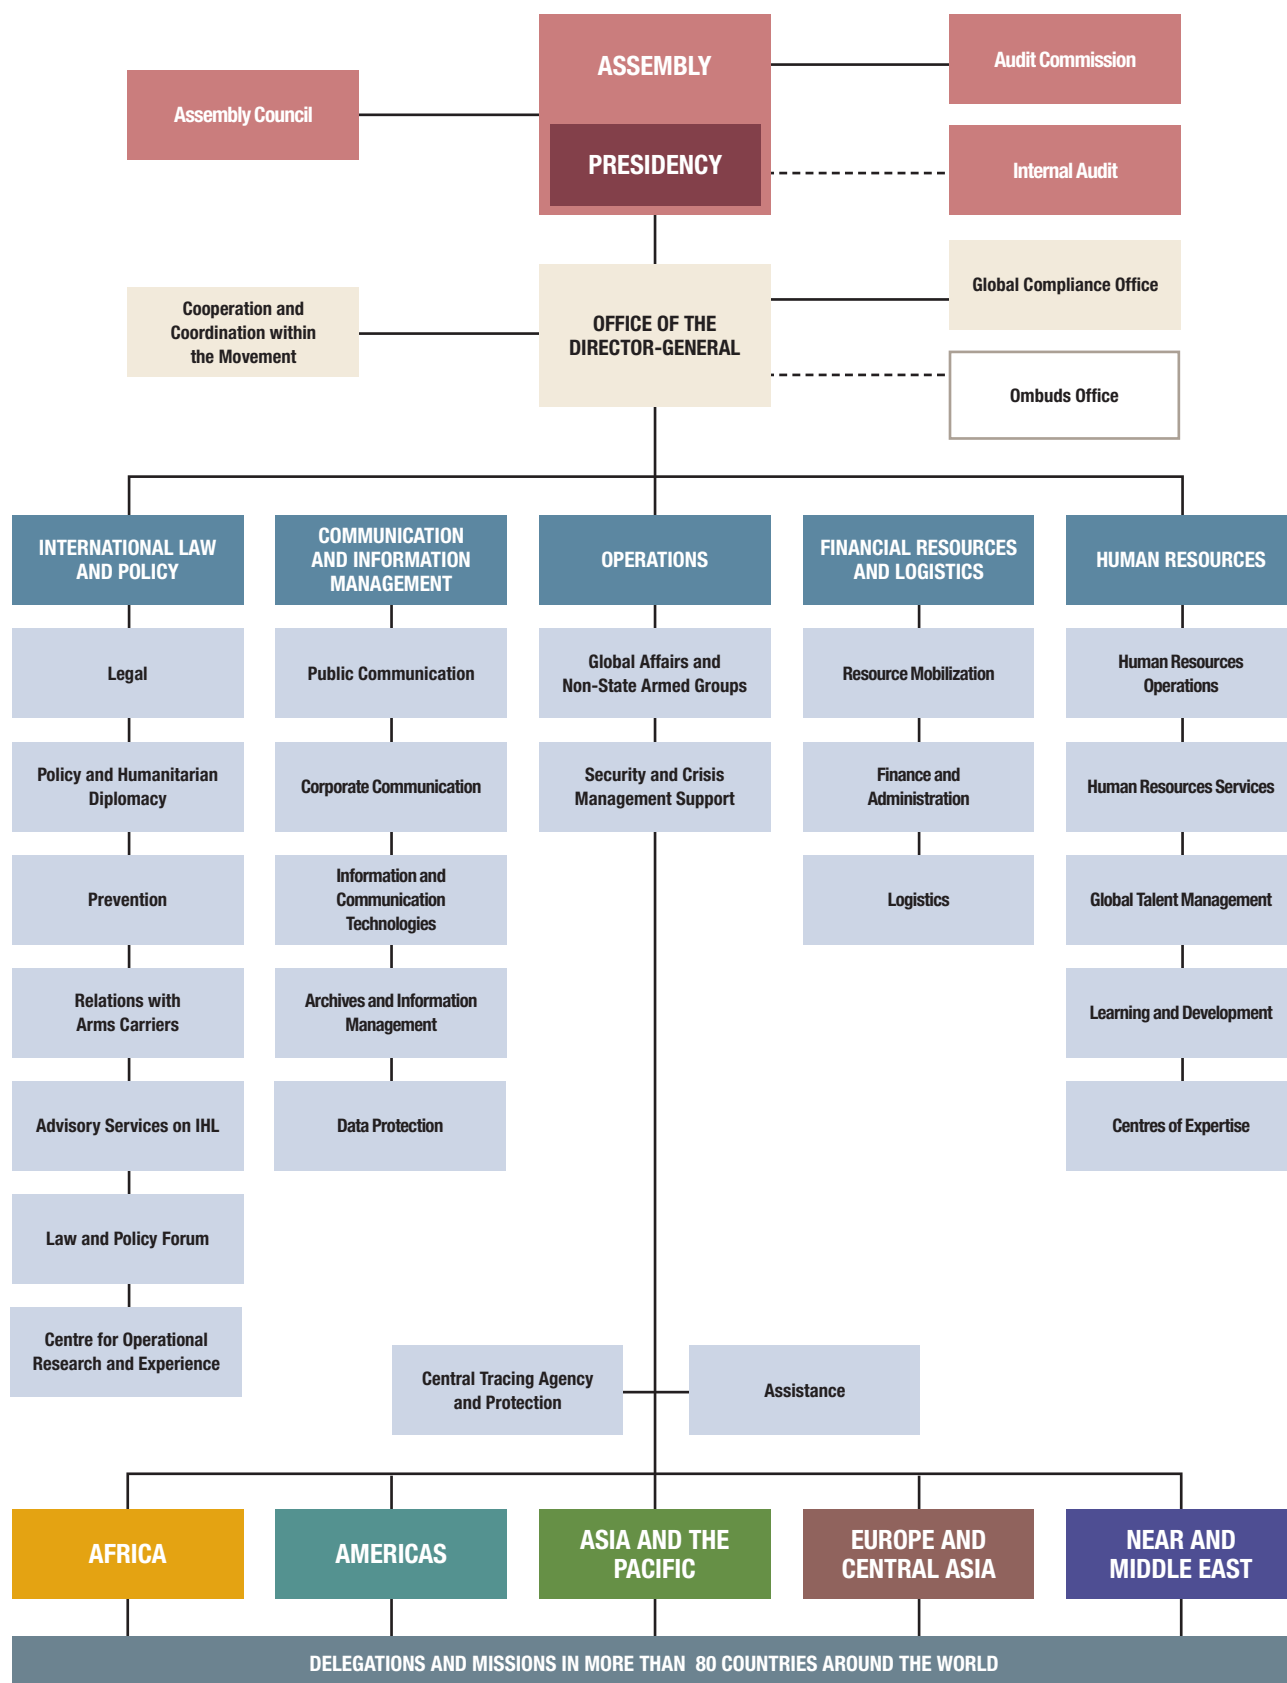 ASSEMBLY
PRESIDENCY
Assembly Council
Audit Commission
Internal Audit
OFFICE OF THE
DIRECTOR-GENERAL
Cooperation and
Coordination within
the Movement
Global Compliance Office
Ombuds Office
INTERNATIONAL LAW
AND POLICY
Legal
Policy and Humanitarian
Diplomacy
Prevention
Relations with
Arms Carriers
Advisory Services on IHL
Law and Policy Forum
Centre for Operational
Research and Experience
COMMUNICATION
AND INFORMATION
MANAGEMENT
Public Communication
Corporate Communication
Information and
Communication
Technologies
Archives and Information
Management
Data Protection
OPERATIONS
Global Affairs and
Non-State Armed Groups
Security and Crisis
Management Support
FINANCIAL RESOURCES
AND LOGISTICS
Resource Mobilization
Finance and
Administration
Logistics
HUMAN RESOURCES
Human Resources
Operations
Human Resources Services
Global Talent Management
Learning and Development
Centres of Expertise
Central Tracing Agency
and Protection
Assistance
AFRICA
AMERICAS
ASIA AND THE
PACIFIC
EUROPE AND
CENTRAL ASIA
NEAR AND
MIDDLE EAST
DELEGATIONS AND MISSIONS IN MORE THAN 80 COUNTRIES AROUND THE WORLD